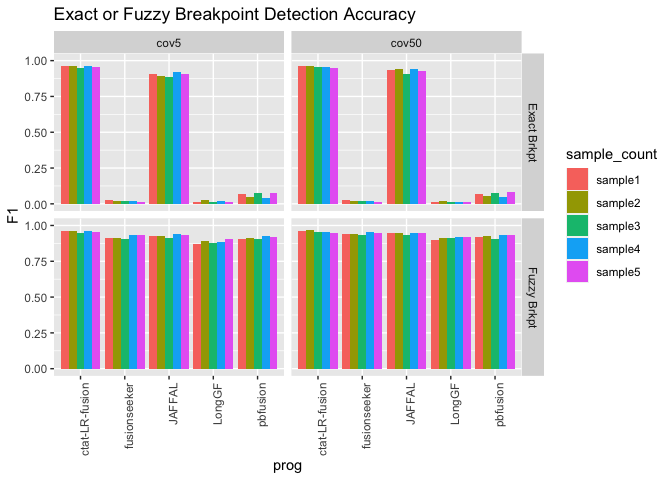 Exact or Fuzzy Breakpoint Detection Accuracy
cov5
cov50
F1
1.00
0.75
0.50
0.25
0.00
Exact Brkpt
1.00
0.75
0.50
0.25
0.00
Fuzzy Brkpt
ctat-LR-fusion
fusionseeker
JAFFAL
LongGF
pbfusion
ctat-LR-fusion
fusionseeker
JAFFAL
LongGF
pbfusion
prog
sample_count
sample1
sample2
sample3
sample4
sample5